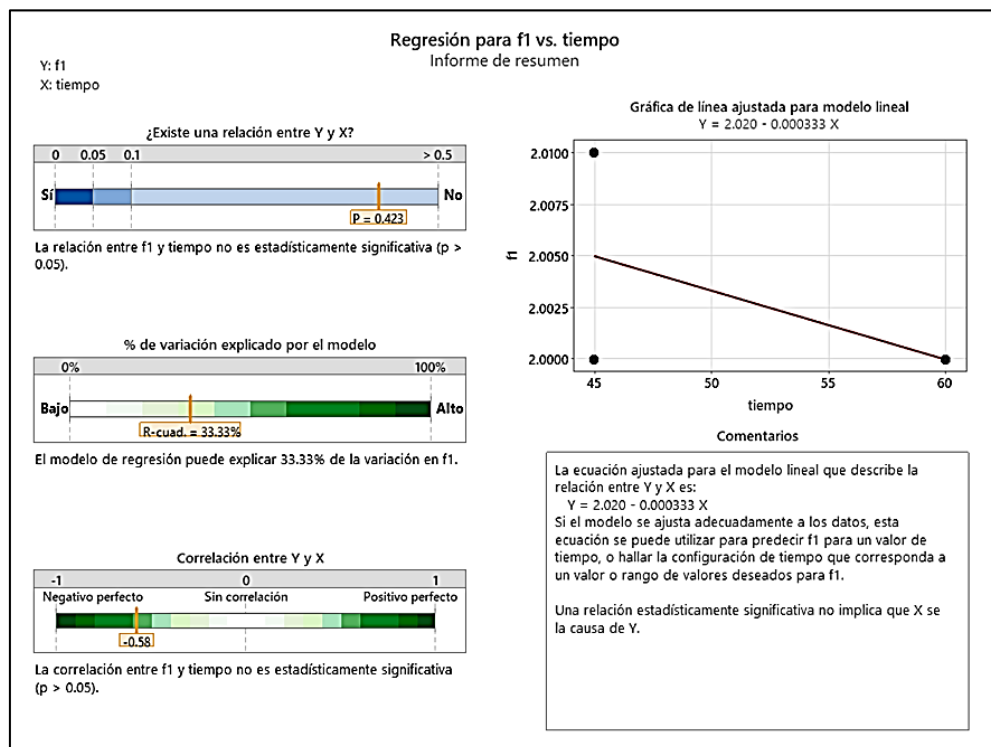 Regresión para f1 vs. tiempo
Informe de resumen
Y: f1
X: tiempo
¿Existe una relación entre Y y X?
0 0.05 0.1 > 0.5
Sí No
P = 0.423
La relación entre f1 y tiempo no es estadísticamente significativa (p >
0.05).
% de variación explicado por el modelo
0% 100%
Bajo Alto
R-cuad. = 33.33%
El modelo de regresión puede explicar 33.33% de la variación en f1.
Correlación entre Y y X
-1 0 1
Negativo perfecto Sin correlación Positivo perfecto
-0.58
La correlación entre f1 y tiempo no es estadísticamente significativa
(p > 0.05).
Gráfica de línea ajustada para modelo lineal
Y = 2.020 - 0.000333 X
2.0100
2.0075
2.0050
2.0025
2.0000
f1
45 50 55 60
tiempo
Comentarios
La ecuación ajustada para el modelo lineal que describe la
relación entre Y y X es:
Y = 2.020 - 0.000333 X
Si el modelo se ajusta adecuadamente a los datos, esta
ecuación se puede utilizar para predecir f1 para un valor de
tiempo, o hallar la configuración de tiempo que corresponda a
un valor o rango de valores deseados para f1.
Una relación estadísticamente significativa no implica que X se
la causa de Y.